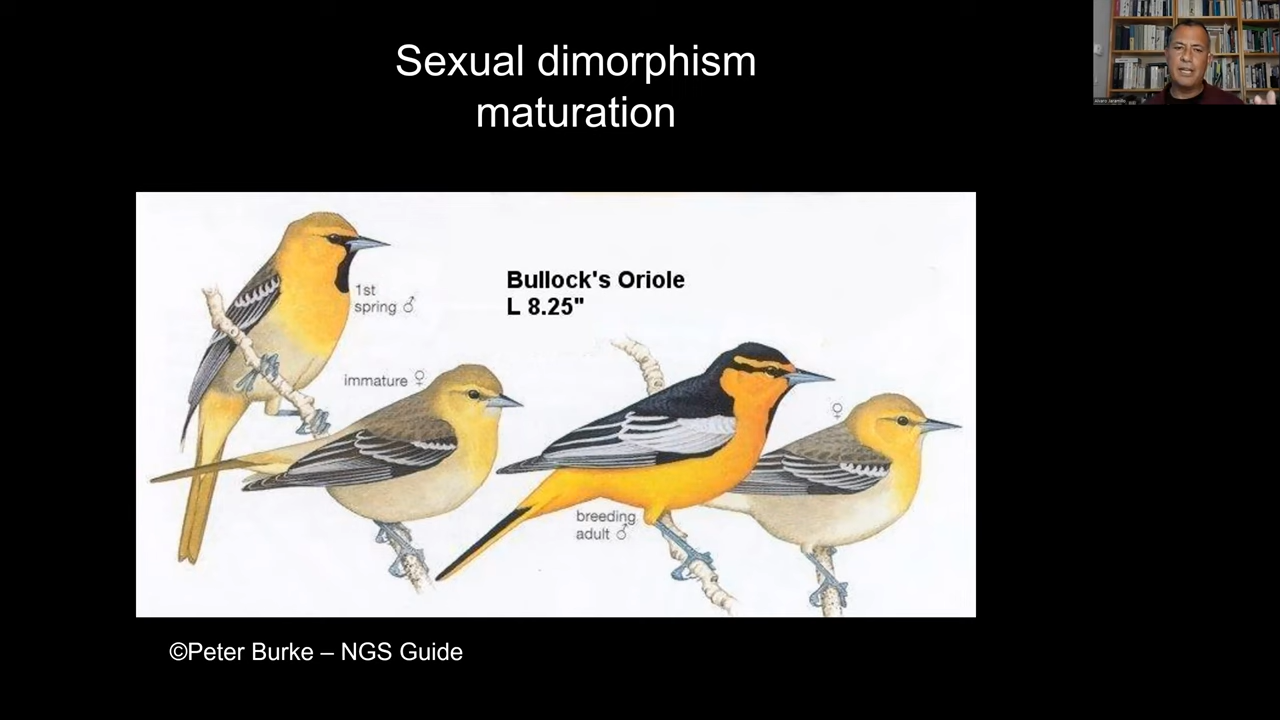 Sexual dimorphism
maturation
1st
spring ♂
immature ♀
Bullock's Oriole
L 8.25"
♀
breeding
adult ♂
©Peter Burke – NGS Guide